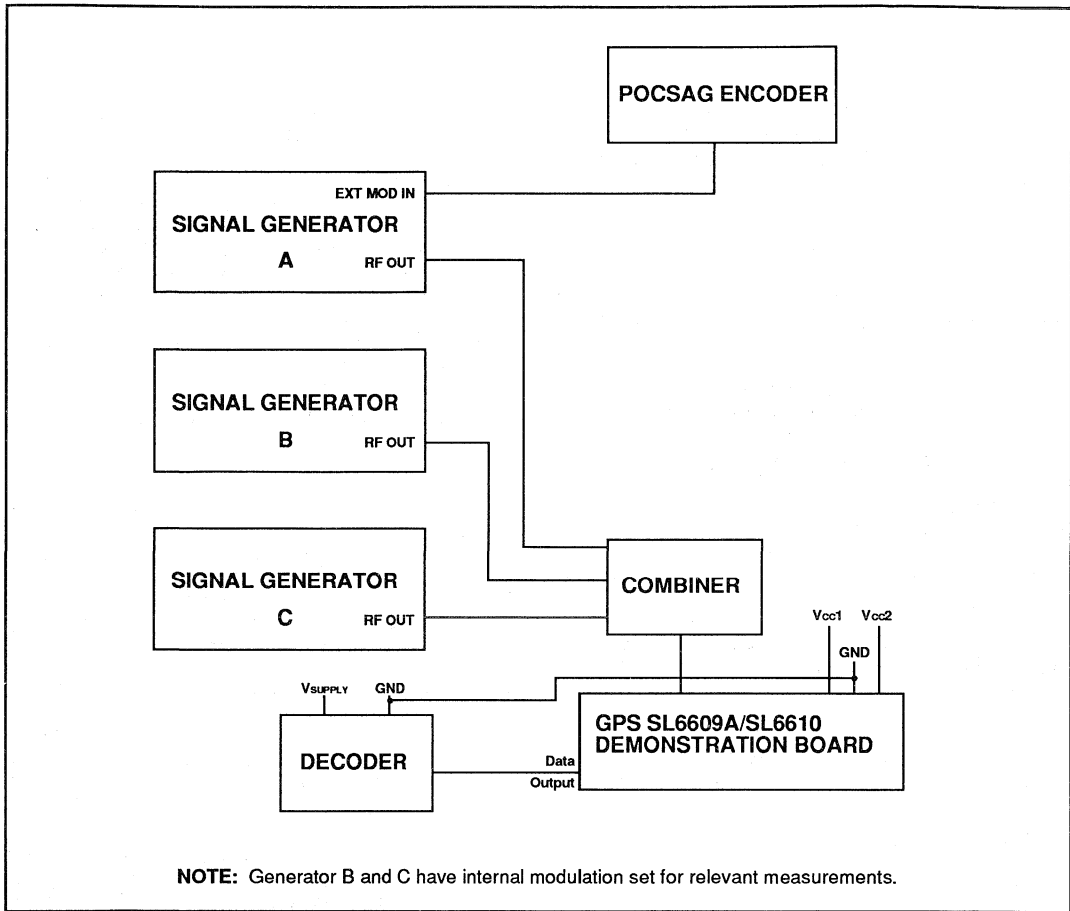 POCSAG ENCODER
EXT MOD IN
SIGNAL GENERATOR
A
RF OUT
SIGNAL GENERATOR
B
RF OUT
SIGNAL GENERATOR
C
RF OUT
COMBINER
Vcc1
Vcc2
GND
VSUPPLY
GND
GPS SL6609A/SL6610
DEMONSTRATION BOARD
DECODER
Data
Output
NOTE: Generator B and C have internal modulation set for relevant measurements.